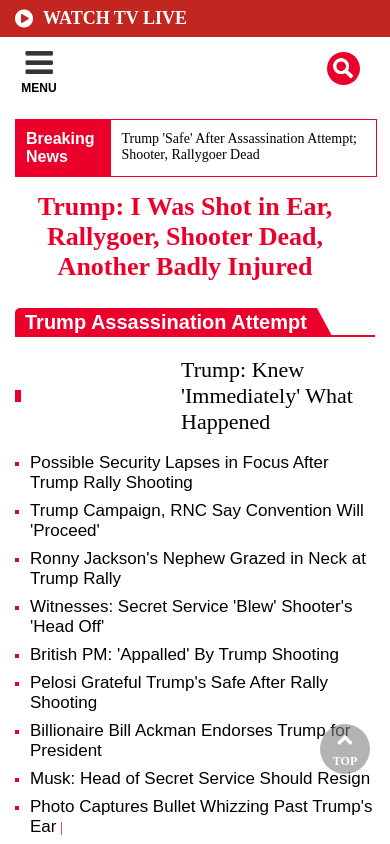 WATCH TV LIVE
MENU
Breaking
News
Trump 'Safe' After Assassination Attempt;
Shooter, Rallygoer Dead
Trump: I Was Shot in Ear,
Rallygoer, Shooter Dead,
Another Badly Injured
Trump Assassination Attempt
Trump: Knew
'Immediately' What
Happened
Possible Security Lapses in Focus After
Trump Rally Shooting
Trump Campaign, RNC Say Convention Will
'Proceed'
Ronny Jackson's Nephew Grazed in Neck at
Trump Rally
Witnesses: Secret Service 'Blew' Shooter's
'Head Off'
British PM: 'Appalled' By Trump Shooting
Pelosi Grateful Trump's Safe After Rally
Shooting
Billionaire Bill Ackman Endorses Trump for
President
TOP
Musk: Head of Secret Service Should Resign
Photo Captures Bullet Whizzing Past Trump's
Ear |